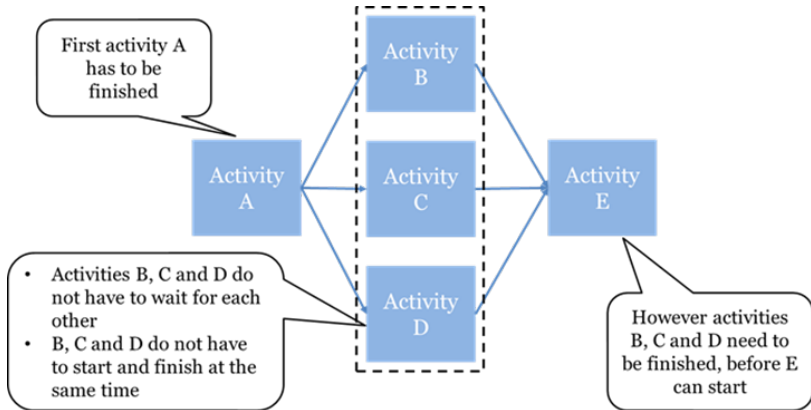 First activity A
has to be
finished
Activity
B
Activity
A
Activity
C
Activity
E
Activity
D
• Activities B, C and D do
not have to wait for each
other
• B, C and D do not have
to start and finish at the
same time
However activities
B, C and D need to
be finished, before E
can start